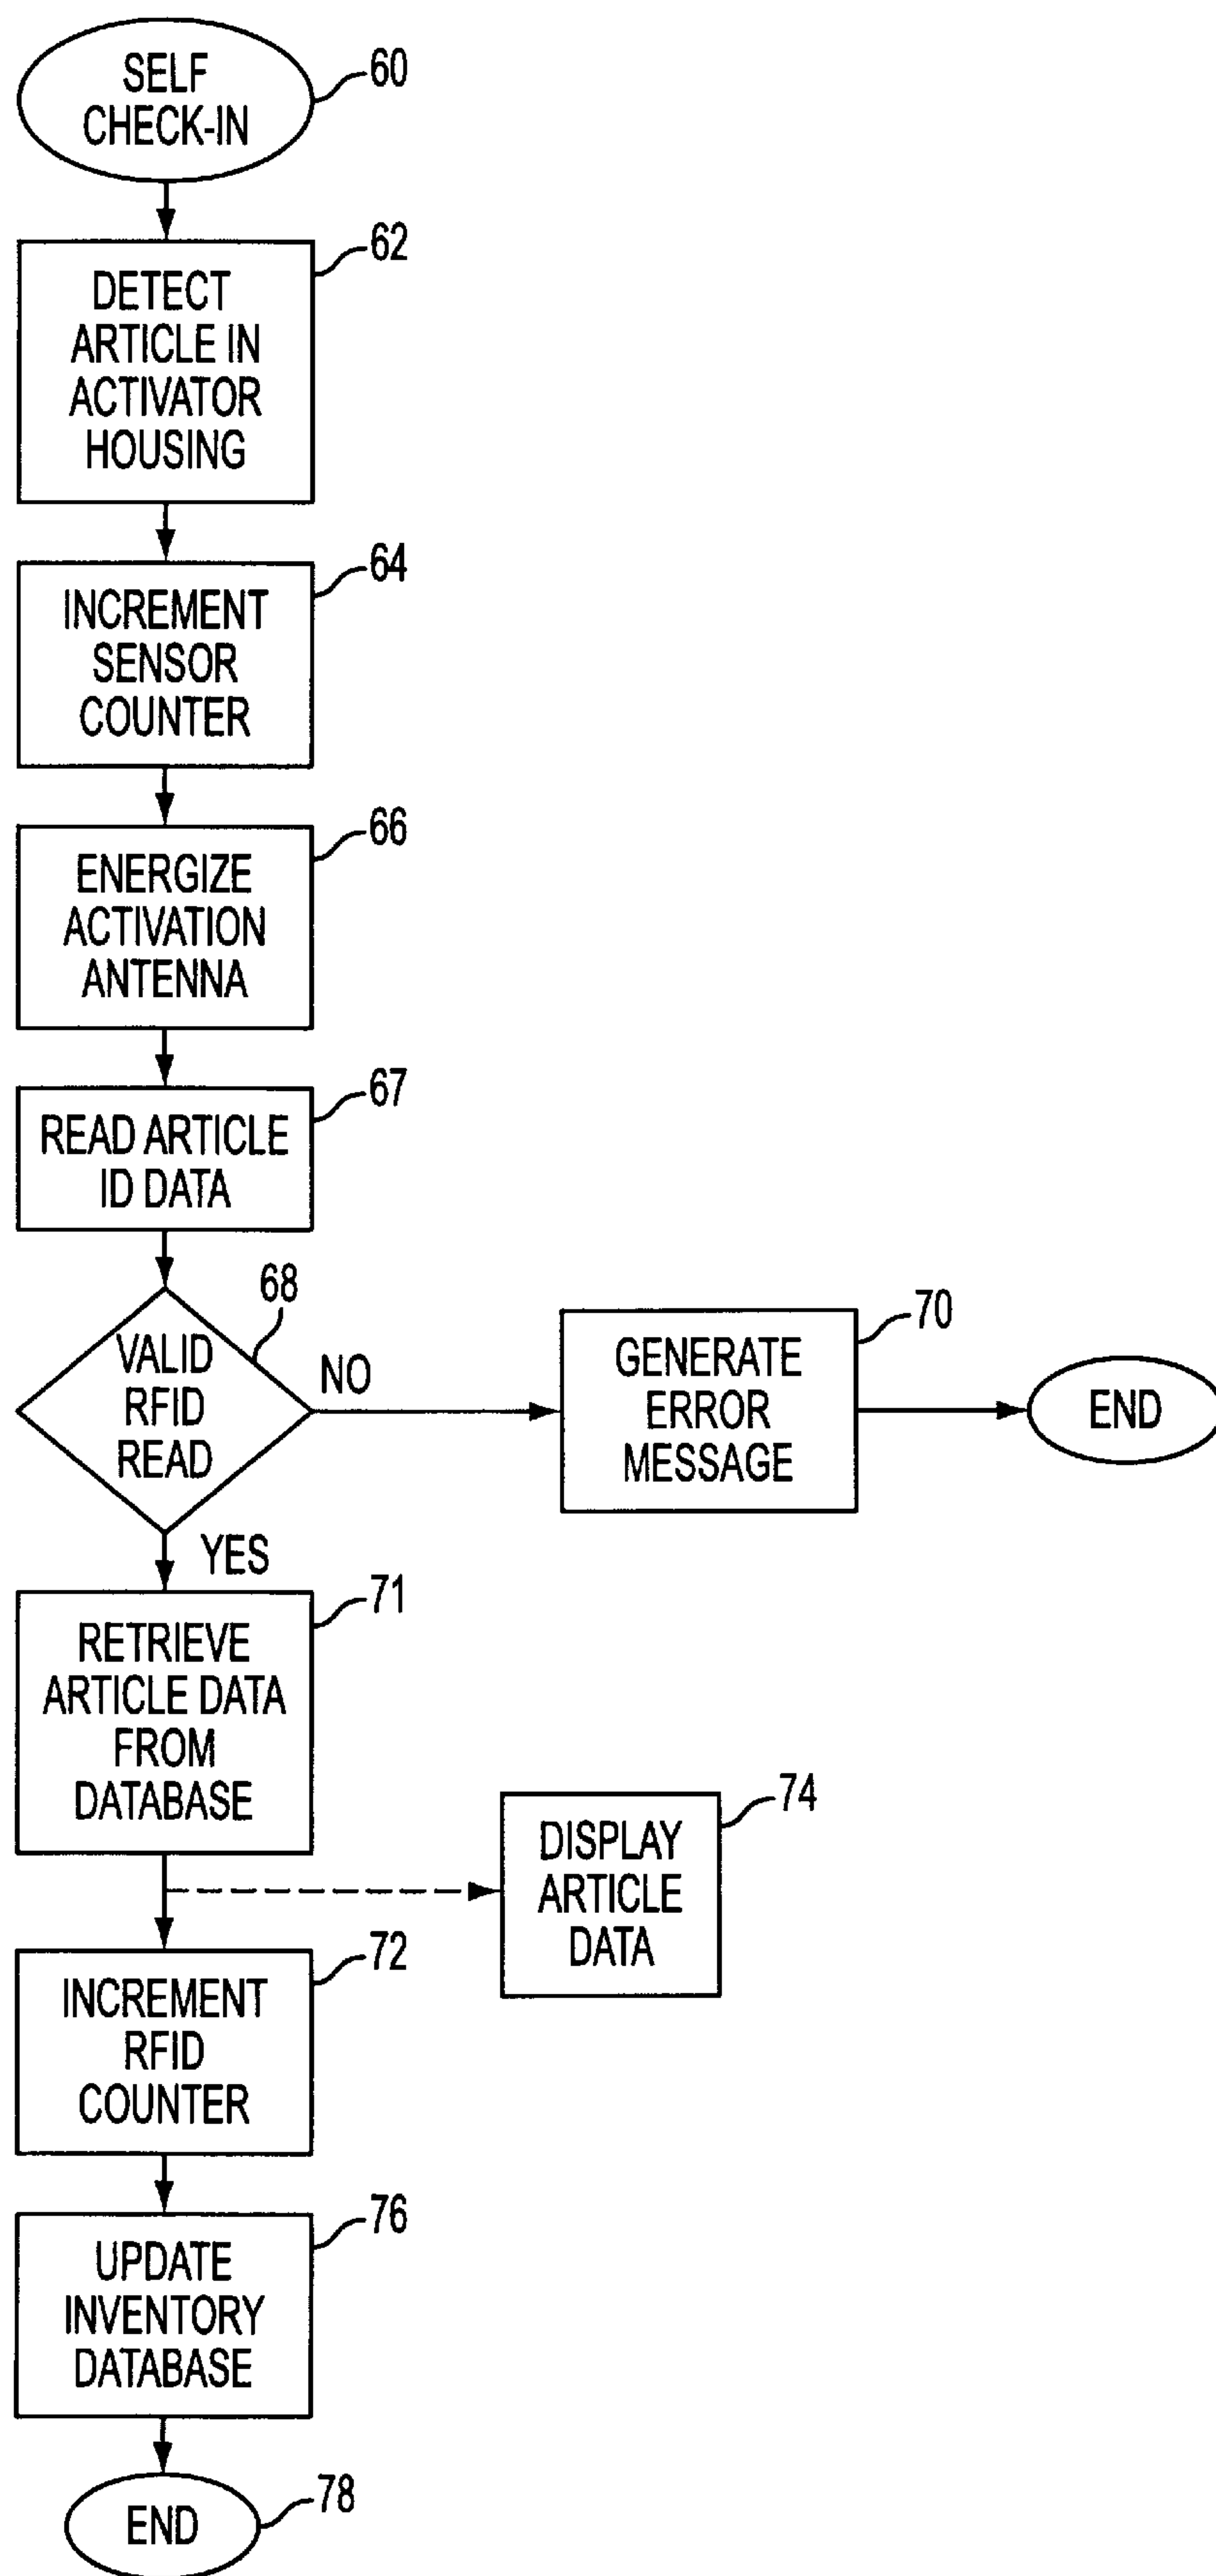 SELF
CHECK-IN
60
DETECT
ARTICLE IN
ACTIVATOR
HOUSING
62
INCREMENT
SENSOR
COUNTER
64
ENERGIZE
ACTIVATION
ANTENNA
66
READ ARTICLE
ID DATA
67
VALID
RFID
READ
68
NO
GENERATE
ERROR
MESSAGE
70
END
YES
RETRIEVE
ARTICLE DATA
FROM
DATABASE
71
DISPLAY
ARTICLE
DATA
74
INCREMENT
RFID
COUNTER
72
UPDATE
INVENTORY
DATABASE
76
END
78